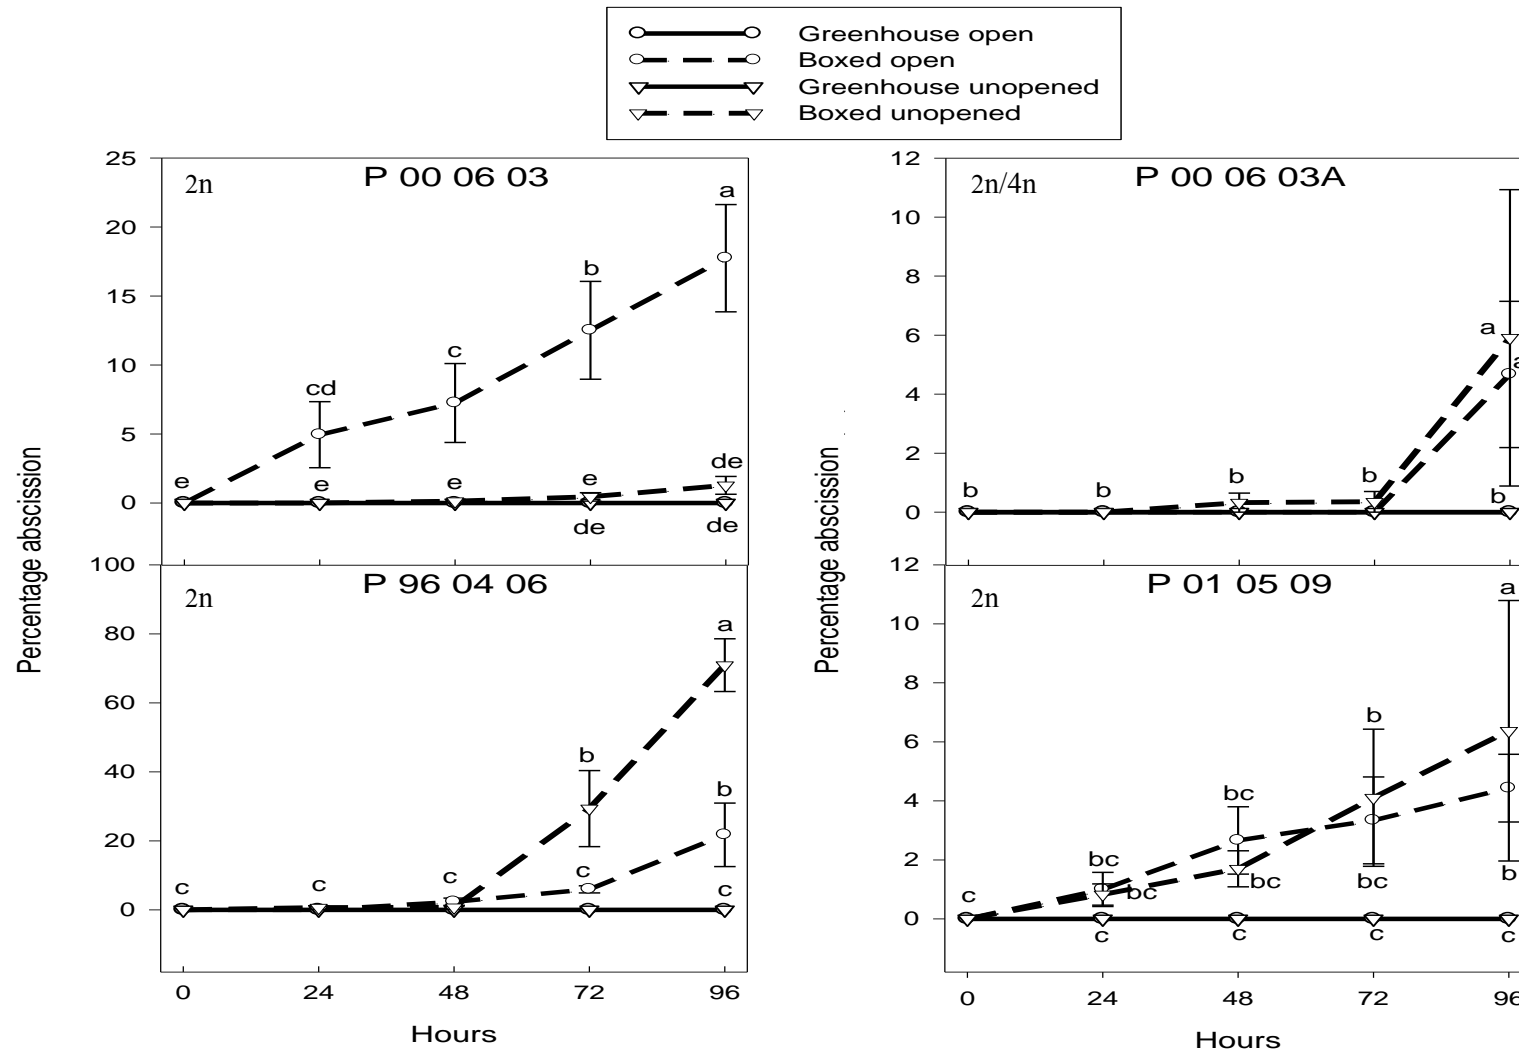 Greenhouse open
Boxed open
Greenhouse unopened
Boxed unopened
25
20
15
10
5
0
2n
P 00 06 03
a
b
c
cd
e
e
e
e
de
de
de
12
10
8
6
4
2
0
2n/4n
P 00 06 03A
a
a
b
b
b
b
b
Percentage abscission
100
80
60
40
20
0
2n
P 96 04 06
a
b
b
c
c
c
c
c
0
24
48
72
96
Hours
Percentage abscission
12
10
8
6
4
2
0
2n
P 01 05 09
a
b
bc
bc
c
bc
bc
bc
b
c
c
c
c
0
24
48
72
96
Hours